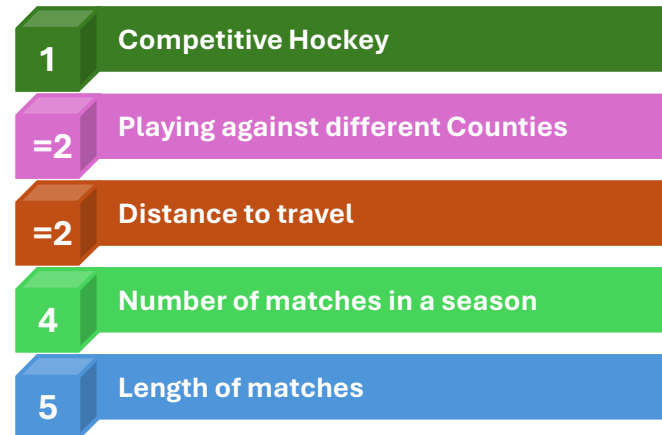 1 Competitive Hockey
=2 Playing against different Counties
=2 Distance to travel
4 Number of matches in a season
5 Length of matches